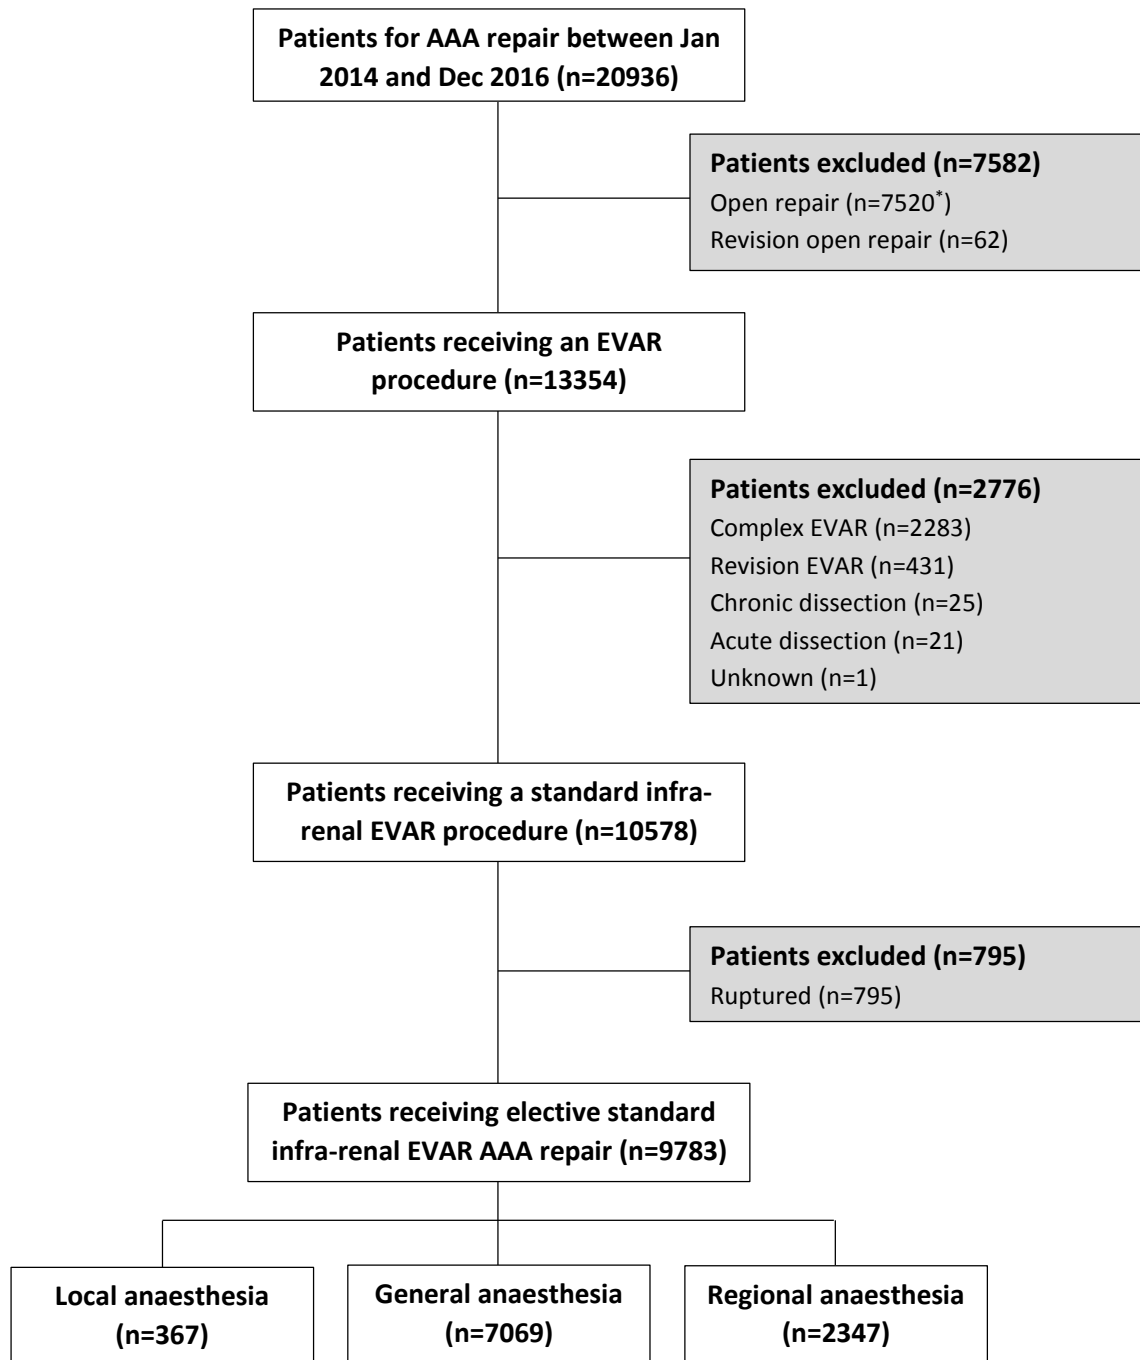 Patients for AAA repair between Jan
2014 and Dec 2016 (n=20936)
Patients excluded (n=7582)
Open repair (n=7520*)
Revision open repair (n=62)
Patients receiving an EVAR
procedure (n=13354)
Patients excluded (n=2776)
Complex EVAR (n=2283)
Revision EVAR (n=431)
Chronic dissection (n=25)
Acute dissection (n=21)
Unknown (n=1)
Patients receiving a standard infra-
renal EVAR procedure (n=10578)
Patients excluded (n=795)
Ruptured (n=795)
Patients receiving elective standard
infra-renal EVAR AAA repair (n=9783)
Local anaesthesia
(n=367)
General anaesthesia
(n=7069)
Regional anaesthesia
(n=2347)